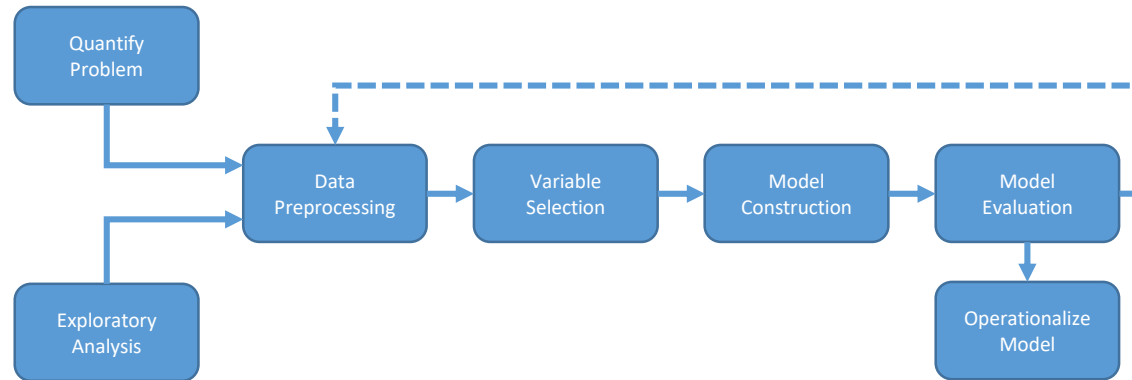 Quantify
Problem
Data
Preprocessing
Variable
Selection
Model
Construction
Model
Evaluation
Exploratory
Analysis
Operationalize
Model